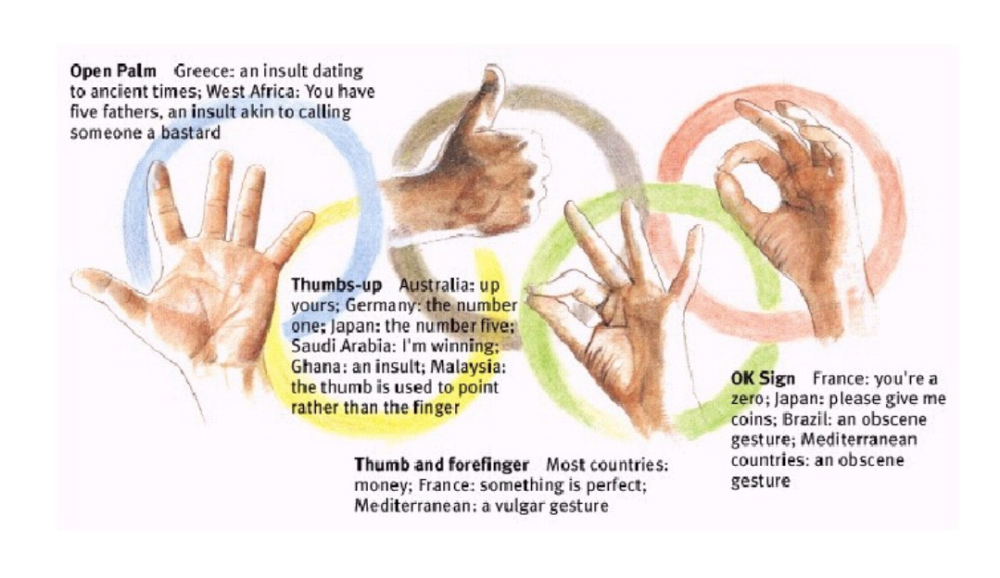 Open Palm Greece: an insult dating
to ancient times; West Africa: You have
five fathers, an insult akin to calling
someone a bastard
Thumbs-up Australia: up
yours; Germany: the number
one; Japan: the number five;
Saudi Arabia: I'm winning;
Ghana: an insult; Malaysia:
the thumb is used to point
rather than the finger
Thumb and forefinger Most countries:
money; France: something is perfect;
Mediterranean: a vulgar gesture
OK Sign France: you're a
zero; Japan: please give me
coins; Brazil: an obscene
gesture; Mediterranean
countries: an obscene
gesture